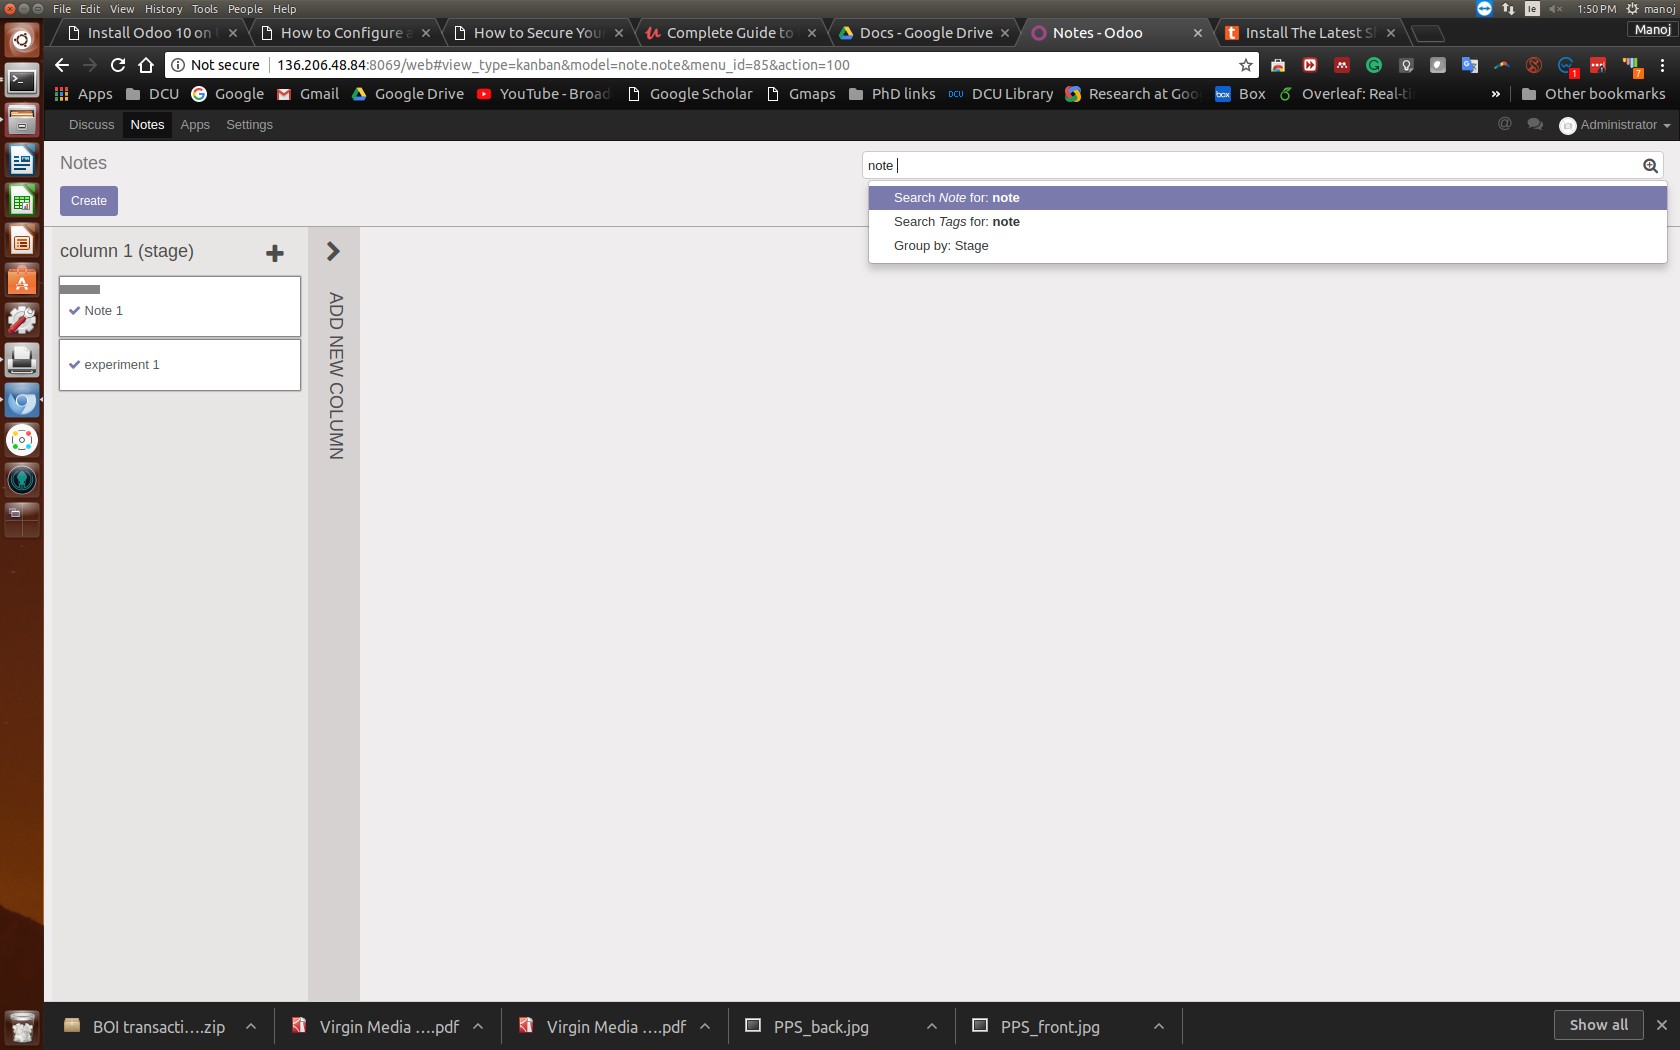 File Edit View History Tools People Help
1:50 PM manoj
Install Odoo 10 on
How to Configure a
How to Secure You
Complete Guide to
Docs - Google Drive
Notes - Odoo
Install The Latest S
Manoj
Not secure 136.206.48.84:8069/web#view_type=kanban&model=note.note&menu_id=85&action=100
Apps DCU Google Gmail Google Drive YouTube - Broad Google Scholar Gmaps PhD links DCU Library Research at Goo Box Overleaf: Real-ti » Other bookmarks
Discuss Notes Apps Settings
@ Administrator
Notes
note
Create
Search Note for: note
Search Tags for: note
Group by: Stage
column 1 (stage)
Note 1
experiment 1
ADD NEW COLUMN
BOI transacti....zip
Virgin Media ....pdf
Virgin Media ....pdf
PPS_back.jpg
PPS_front.jpg
Show all